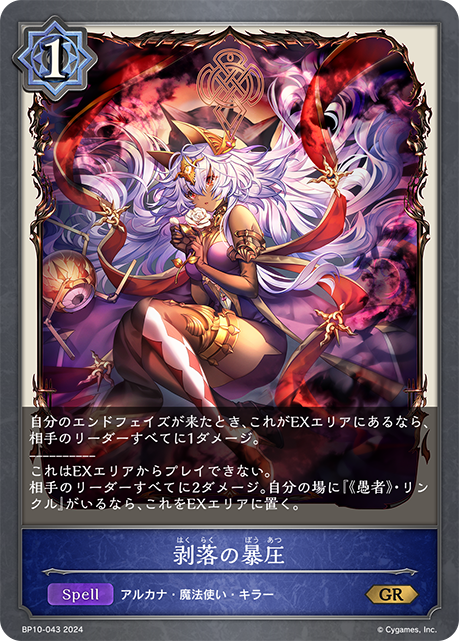 1
自分のエンドフェイズが来たとき、これがEXエリアにあるなら、
相手のリーダーすべてに1ダメージ。
----------
これはEXエリアからプレイできない。
相手のリーダーすべてに2ダメージ。自分の場に『《愚者》・リン
クル』がいるなら、これをEXエリアに置く。
はく らく ぼう あつ
剥落の暴圧
Spell アルカナ・魔法使い・キラー GR
BP10-043 2024 © Cygames, Inc.